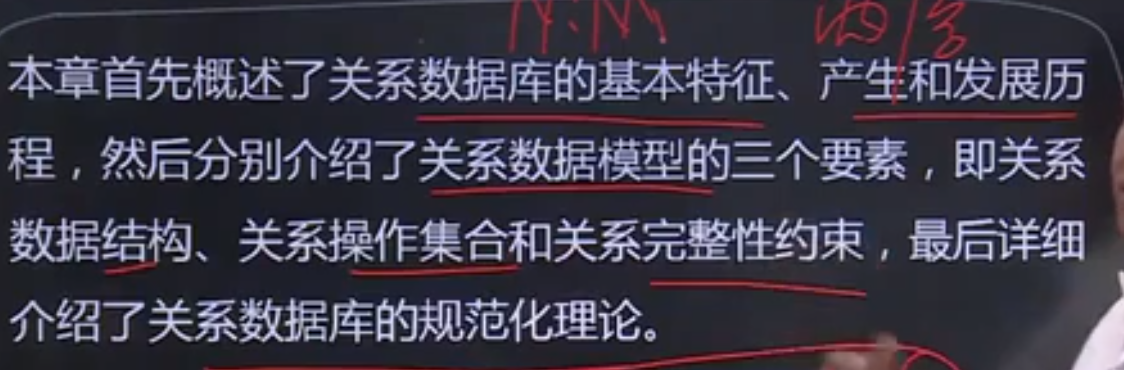 本章首先概述了关系数据库的基本特征、产生和发展历
程，然后分别介绍了关系数据模型的三个要素，即关系
数据结构、关系操作集合和关系完整性约束，最后详细
介绍了关系数据库的规范化理论。